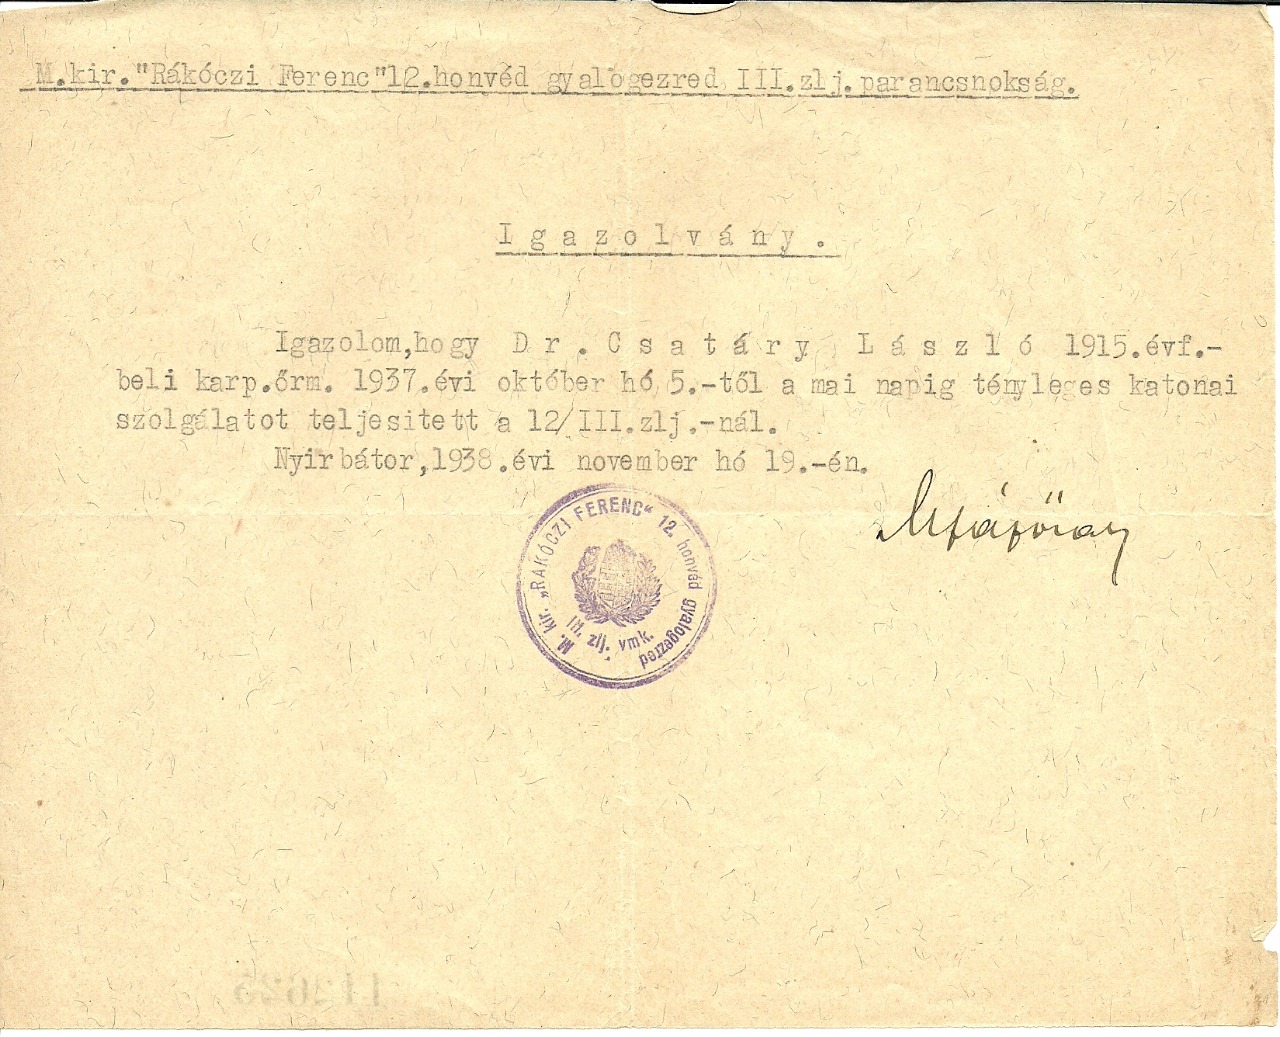 M.kir."Rákóczi Ferenc"12.honvéd gyalogezred III.zlj.parancsnokság.
Igazolvány.
Igazolom,hogy Dr.Csatáry László 1915.évf.-
beli karp.őrm. 1937.évi október hó 5.-től a mai napig tényleges katonai
szolgálatot teljesitett a 12/III.zlj.-nál.
Nyirbátor,1938.évi november hó 19.-én.
M. kir. „RÁKÓCZI FERENC“ 12. honvéd gyalogezred
III. zlj. vmk.